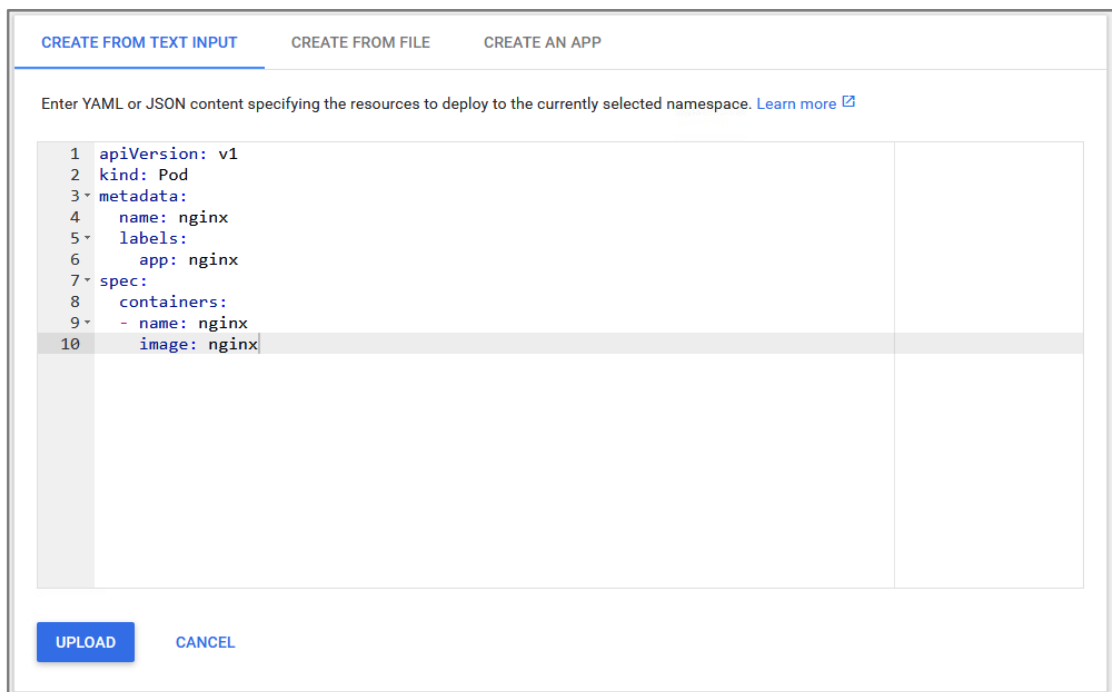 CREATE FROM TEXT INPUT CREATE FROM FILE CREATE AN APP
Enter YAML or JSON content specifying the resources to deploy to the currently selected namespace. Learn more
1 apiVersion: v1
2 kind: Pod
3 metadata:
4   name: nginx
5   labels:
6     app: nginx
7 spec:
8   containers:
9   - name: nginx
10     image: nginx
UPLOAD CANCEL